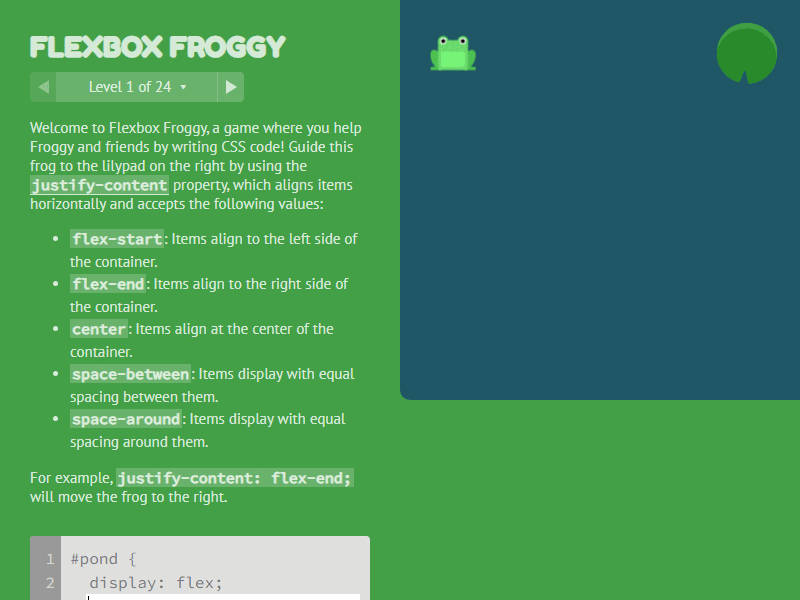 FLEXBOX FROGGY
Level 1 of 24
Welcome to Flexbox Froggy, a game where you help
Froggy and friends by writing CSS code! Guide this
frog to the lilypad on the right by using the
justify-content property, which aligns items
horizontally and accepts the following values:
flex-start: Items align to the left side of
the container.
flex-end: Items align to the right side of
the container.
center: Items align at the center of the
container.
space-between: Items display with equal
spacing between them.
space-around: Items display with equal
spacing around them.
For example, justify-content: flex-end;
will move the frog to the right.
1 #pond {
2 display: flex;